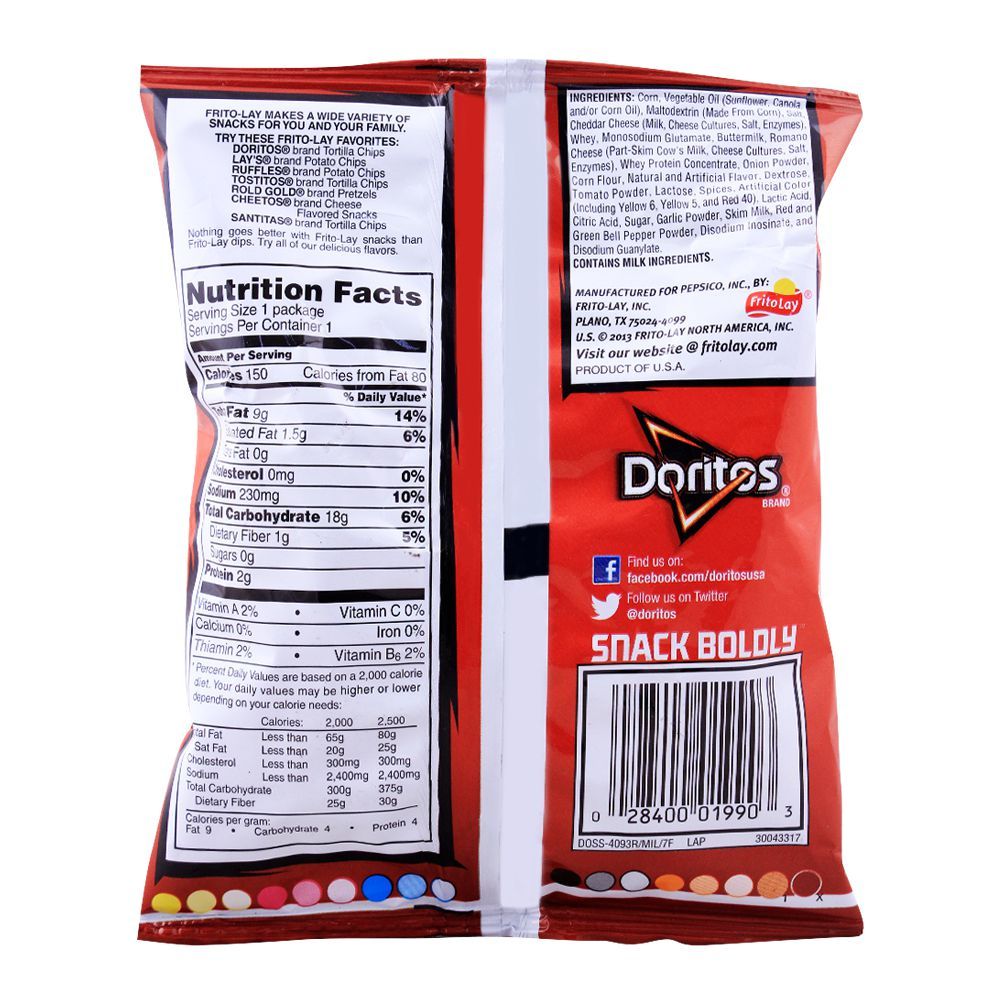 FRITO-LAY MAKES A WIDE VARIETY OF
SNACKS FOR YOU AND YOUR FAMILY.
TRY THESE FRITO-LAY FAVORITES:
DORITOS® brand Tortilla Chips
LAY'S® brand Potato Chips
RUFFLES® brand Potato Chips
TOSTITOS® brand Tortilla Chips
ROLD GOLD® brand Pretzels
CHEETOS® brand Cheese
Flavored Snacks
SANTITAS® brand Tortilla Chips
Nothing goes better with Frito-Lay snacks than
Frito-Lay dips. Try all of our delicious flavors.
Nutrition Facts
Serving Size 1 package
Servings Per Container 1
Amount Per Serving
Calories 150 Calories from Fat 80
% Daily Value*
Fat 9g 14%
Fat 1.5g 6%
Fat 0g
Cholesterol 0mg 0%
Sodium 230mg 10%
Total Carbohydrate 18g 6%
Dietary Fiber 1g 5%
Sugars 0g
Protein 2g
Vitamin A 2% • Vitamin C 0%
Calcium 0% • Iron 0%
Thiamin 2% • Vitamin B6 2%
*Percent Daily Values are based on a 2,000 calorie
diet. Your daily values may be higher or lower
depending on your calorie needs:
Calories: 2,000 2,500
Fat Less than 65g 80g
Sat Fat Less than 20g 25g
Cholesterol Less than 300mg 300mg
Sodium Less than 2,400mg 2,400mg
Total Carbohydrate 300g 375g
Dietary Fiber 25g 30g
Calories per gram:
Fat 9 • Carbohydrate 4 • Protein 4
INGREDIENTS: Corn, Vegetable Oil (Sunflower, Canola,
and/or Corn Oil), Maltodextrin (Made From Corn), Salt,
Cheddar Cheese (Milk, Cheese Cultures, Salt, Enzymes),
Whey, Monosodium Glutamate, Buttermilk, Romano
Cheese (Part-Skim Cow's Milk, Cheese Cultures, Salt,
Enzymes), Whey Protein Concentrate, Onion Powder,
Corn Flour, Natural and Artificial Flavor, Dextrose,
Tomato Powder, Lactose, Spices, Artificial Color
(Including Yellow 6, Yellow 5, and Red 40), Lactic Acid,
Citric Acid, Sugar, Garlic Powder, Skim Milk, Red and
Green Bell Pepper Powder, Disodium Inosinate, and
Disodium Guanylate.
CONTAINS MILK INGREDIENTS.
MANUFACTURED FOR PEPSICO, INC., BY:
FRITO-LAY, INC.
PLANO, TX 75024-4099
U.S. © 2013 FRITO-LAY NORTH AMERICA, INC.
Visit our website @ fritolay.com
PRODUCT OF U.S.A.
FritoLay®
Doritos®
BRAND
Find us on:
facebook.com/doritosusa
Follow us on Twitter
@doritos
SNACK BOLDLY™
0 28400 01990 3
DOSS-4093R/MIL/7F LAP 30043317